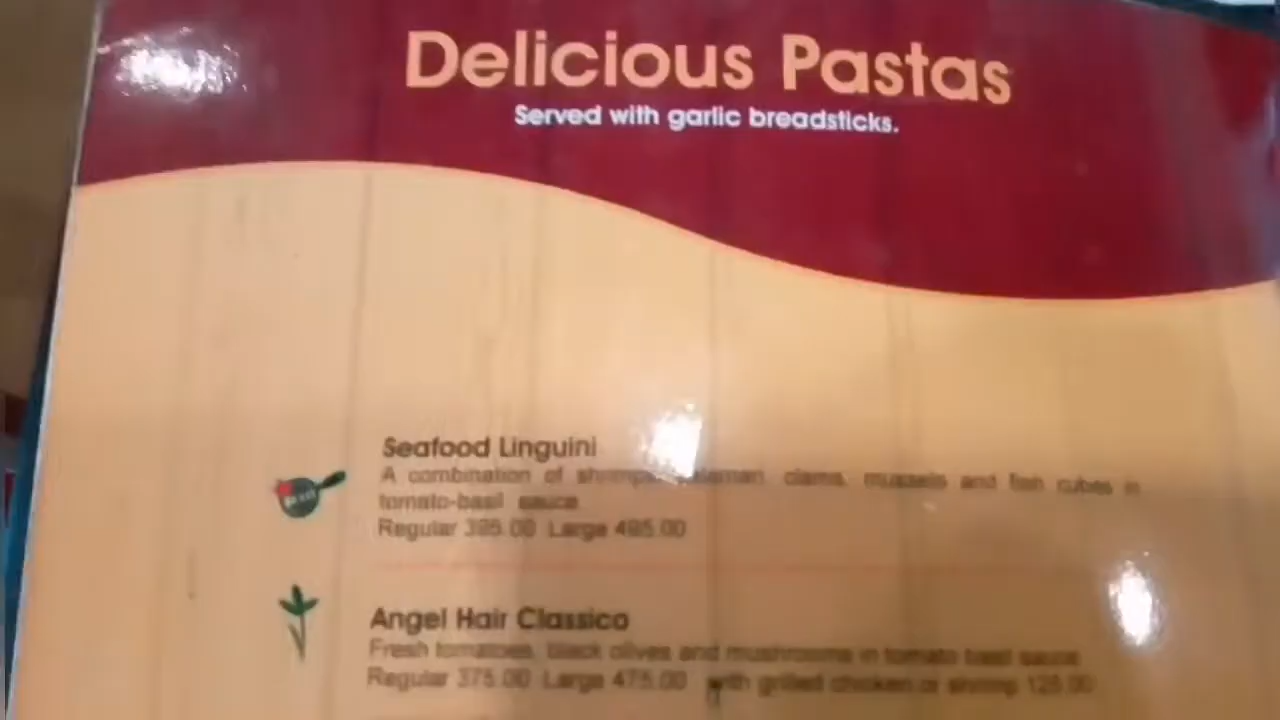 Delicious Pastas
Served with garlic breadsticks.
Seafood Linguini
A combination of shrimps, clams, mussels and fish cubes in
tomato-basil sauce
Regular 395.00 Large 495.00
Angel Hair Classico
Fresh tomatoes, black olives and mushrooms in tomato basil sauce
Regular 375.00 Large 475.00 with grilled chicken or shrimp 125.00